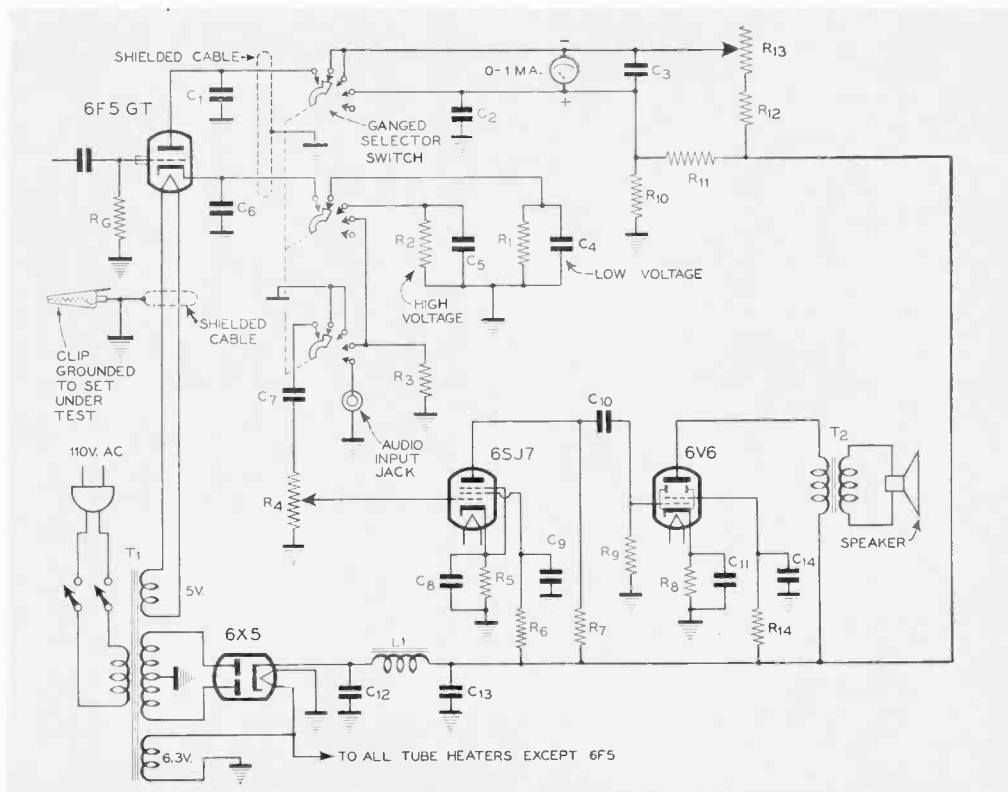 SHIELDED CABLE
6F5 GT
C1
GANGED
SELECTOR
SWITCH
0-1 MA.
−
+
C2
C3
R13
R12
R11
R10
RG
C6
R2
C5
R1
C4
LOW VOLTAGE
HIGH
VOLTAGE
SHIELDED
CABLE
CLIP
GROUNDED
TO SET
UNDER
TEST
C7
R3
AUDIO
INPUT
JACK
110V. AC
R4
6SJ7
C10
6V6
T2
SPEAKER
T1
5V.
C8
R5
C9
R6
R7
R9
R8
C11
C14
R14
6X5
L1
C12
C13
6.3V.
TO ALL TUBE HEATERS EXCEPT 6F5